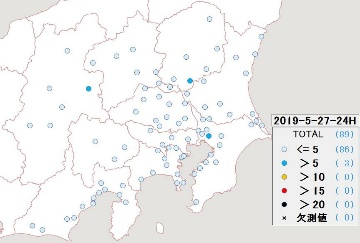 2019-5-27-24H
TOTAL (89)
<= 5 (86)
> 5 ( 3)
> 10 ( 0)
> 15 ( 0)
> 20 ( 0)
× 欠測値 ( 0)